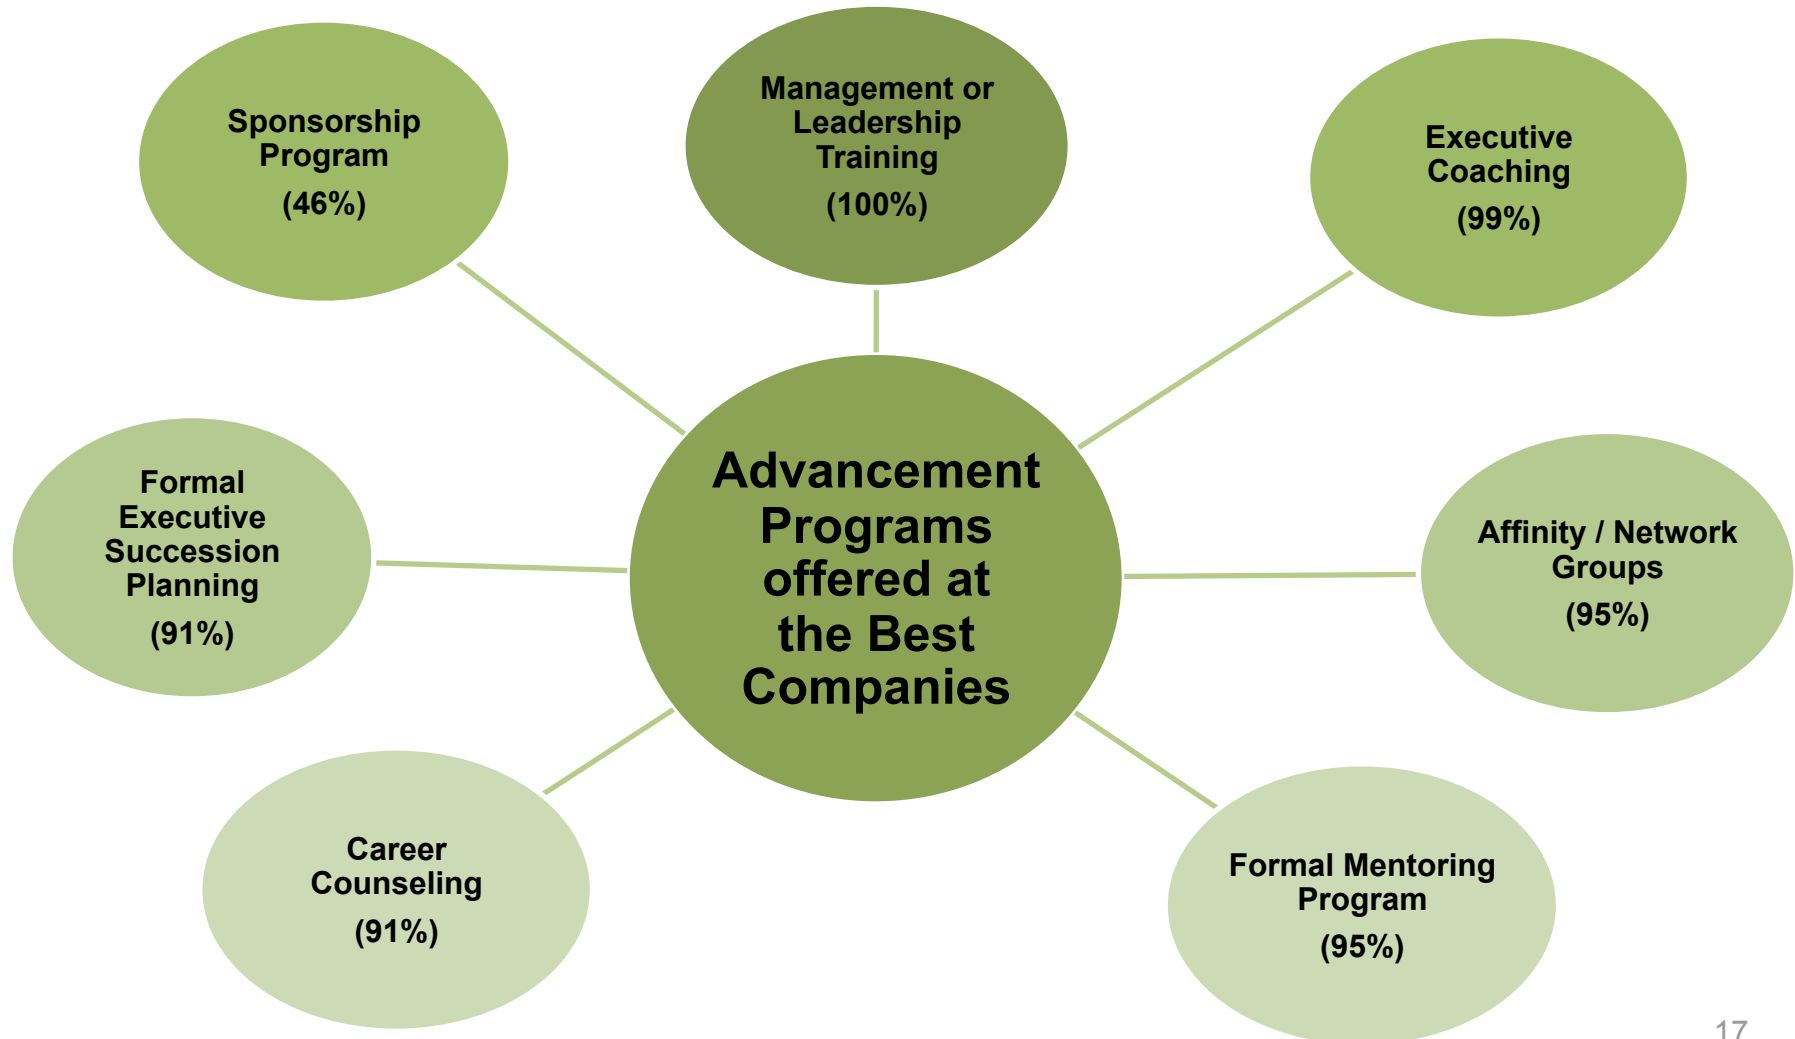 Sponsorship
Program
(46%)
Management or
Leadership
Training
(100%)
Executive
Coaching
(99%)
Formal
Executive
Succession
Planning
(91%)
Advancement
Programs
offered at
the Best
Companies
Affinity / Network
Groups
(95%)
Career
Counseling
(91%)
Formal Mentoring
Program
(95%)
17